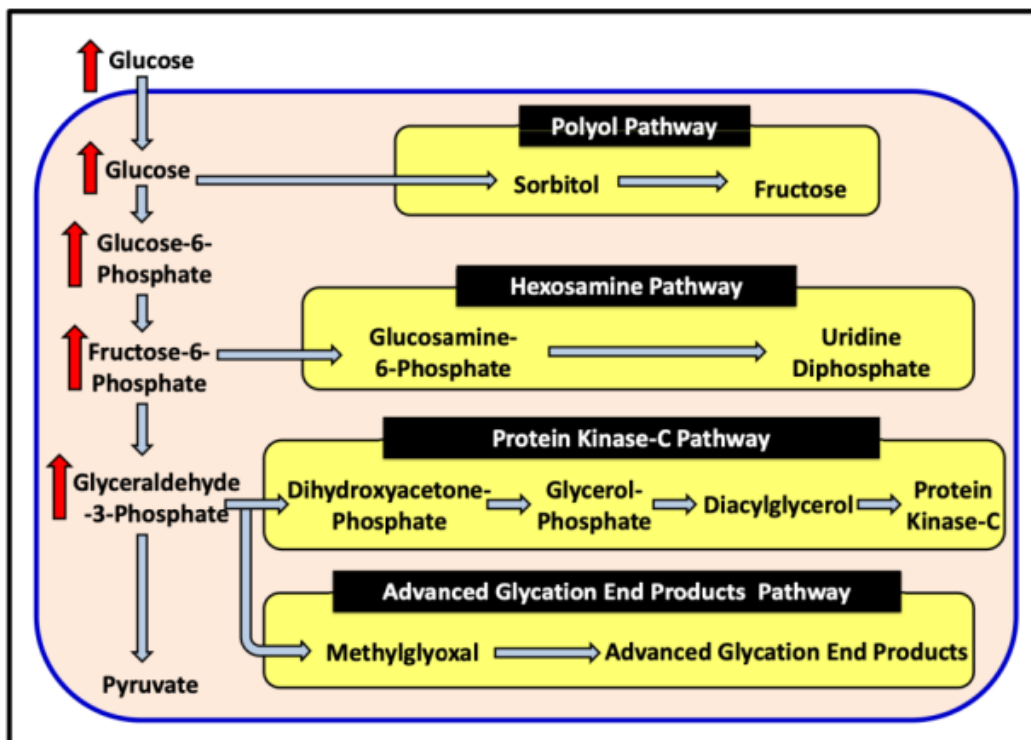 Glucose
Polyol Pathway
Glucose
Sorbitol
Fructose
Glucose-6-
Phosphate
Hexosamine Pathway
Fructose-6-
Phosphate
Glucosamine-
6-Phosphate
Uridine
Diphosphate
Protein Kinase-C Pathway
Glyceraldehyde
-3-Phosphate
Dihydroxyacetone-
Phosphate
Glycerol-
Phosphate
Diacylglycerol
Protein
Kinase-C
Advanced Glycation End Products Pathway
Methylglyoxal
Advanced Glycation End Products
Pyruvate